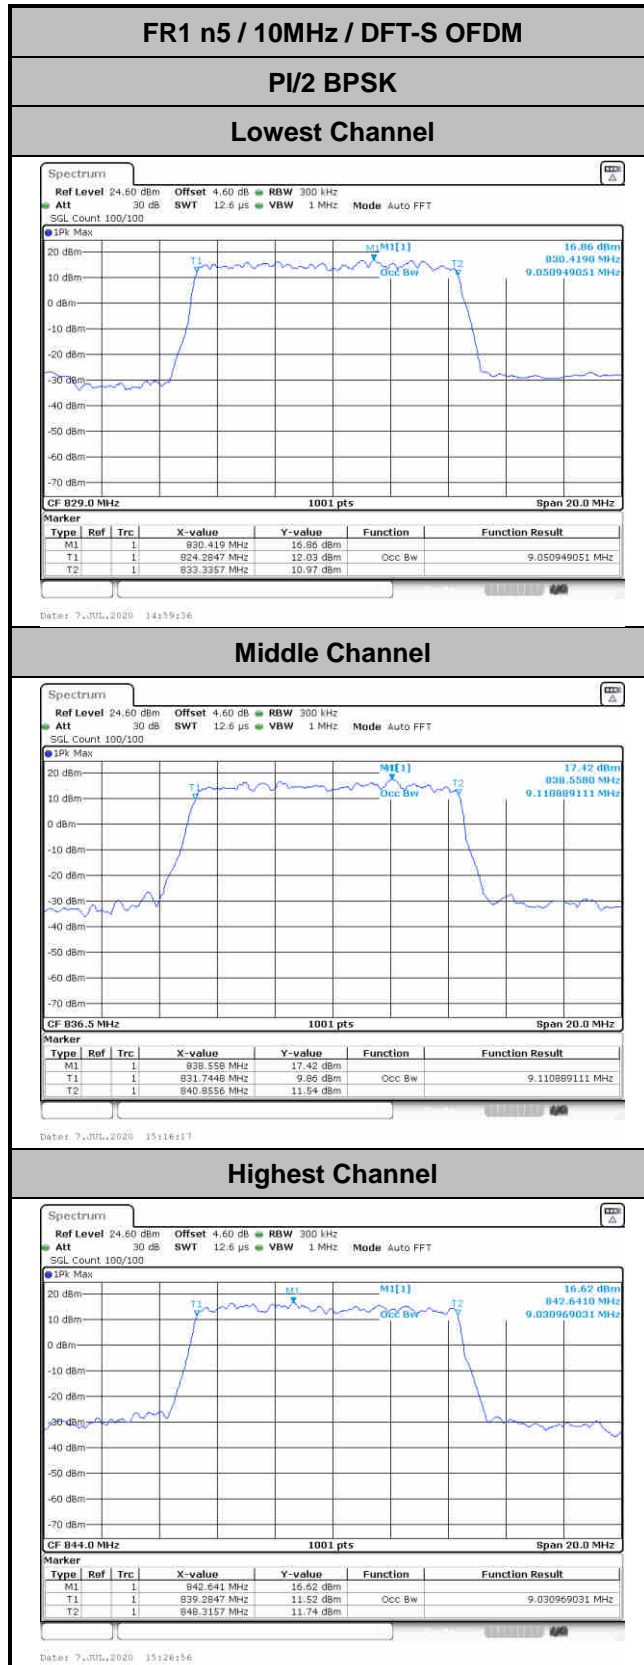 FR1 n5 / 10MHz / DFT-S OFDM
PI/2 BPSK
Lowest Channel
Spectrum
Ref Level 24.60 dBm Offset 4.60 dB RBW 300 kHz
Att 30 dB SWT 12.6 µs VBW 1 MHz Mode Auto FFT
SGL Count 100/100
1Pk Max
M1[1] 16.86 dBm
830.4190 MHz
Occ Bw 9.050949051 MHz
T1 M1 T2
20 dBm
10 dBm
0 dBm
-10 dBm
-20 dBm
-30 dBm
-40 dBm
-50 dBm
-60 dBm
-70 dBm
CF 829.0 MHz 1001 pts Span 20.0 MHz
Marker
Type Ref Trc X-value Y-value Function Function Result
M1 1 830.419 MHz 16.86 dBm
T1 1 824.2847 MHz 12.03 dBm Occ Bw 9.050949051 MHz
T2 1 833.3357 MHz 10.97 dBm
Date: 7.JUL.2020 14:59:36
Middle Channel
Spectrum
Ref Level 24.60 dBm Offset 4.60 dB RBW 300 kHz
Att 30 dB SWT 12.6 µs VBW 1 MHz Mode Auto FFT
SGL Count 100/100
1Pk Max
M1[1] 17.42 dBm
838.5580 MHz
Occ Bw 9.110889111 MHz
T1 T2
20 dBm
10 dBm
0 dBm
-10 dBm
-20 dBm
-30 dBm
-40 dBm
-50 dBm
-60 dBm
-70 dBm
CF 836.5 MHz 1001 pts Span 20.0 MHz
Marker
Type Ref Trc X-value Y-value Function Function Result
M1 1 838.558 MHz 17.42 dBm
T1 1 831.7448 MHz 9.86 dBm Occ Bw 9.110889111 MHz
T2 1 840.8556 MHz 11.54 dBm
Date: 7.JUL.2020 15:16:17
Highest Channel
Spectrum
Ref Level 24.60 dBm Offset 4.60 dB RBW 300 kHz
Att 30 dB SWT 12.6 µs VBW 1 MHz Mode Auto FFT
SGL Count 100/100
1Pk Max
M1[1] 16.62 dBm
842.6410 MHz
Occ Bw 9.030969031 MHz
T1 M1 T2
20 dBm
10 dBm
0 dBm
-10 dBm
-20 dBm
-30 dBm
-40 dBm
-50 dBm
-60 dBm
-70 dBm
CF 844.0 MHz 1001 pts Span 20.0 MHz
Marker
Type Ref Trc X-value Y-value Function Function Result
M1 1 842.641 MHz 16.62 dBm
T1 1 839.2847 MHz 11.52 dBm Occ Bw 9.030969031 MHz
T2 1 848.3157 MHz 11.74 dBm
Date: 7.JUL.2020 15:26:56